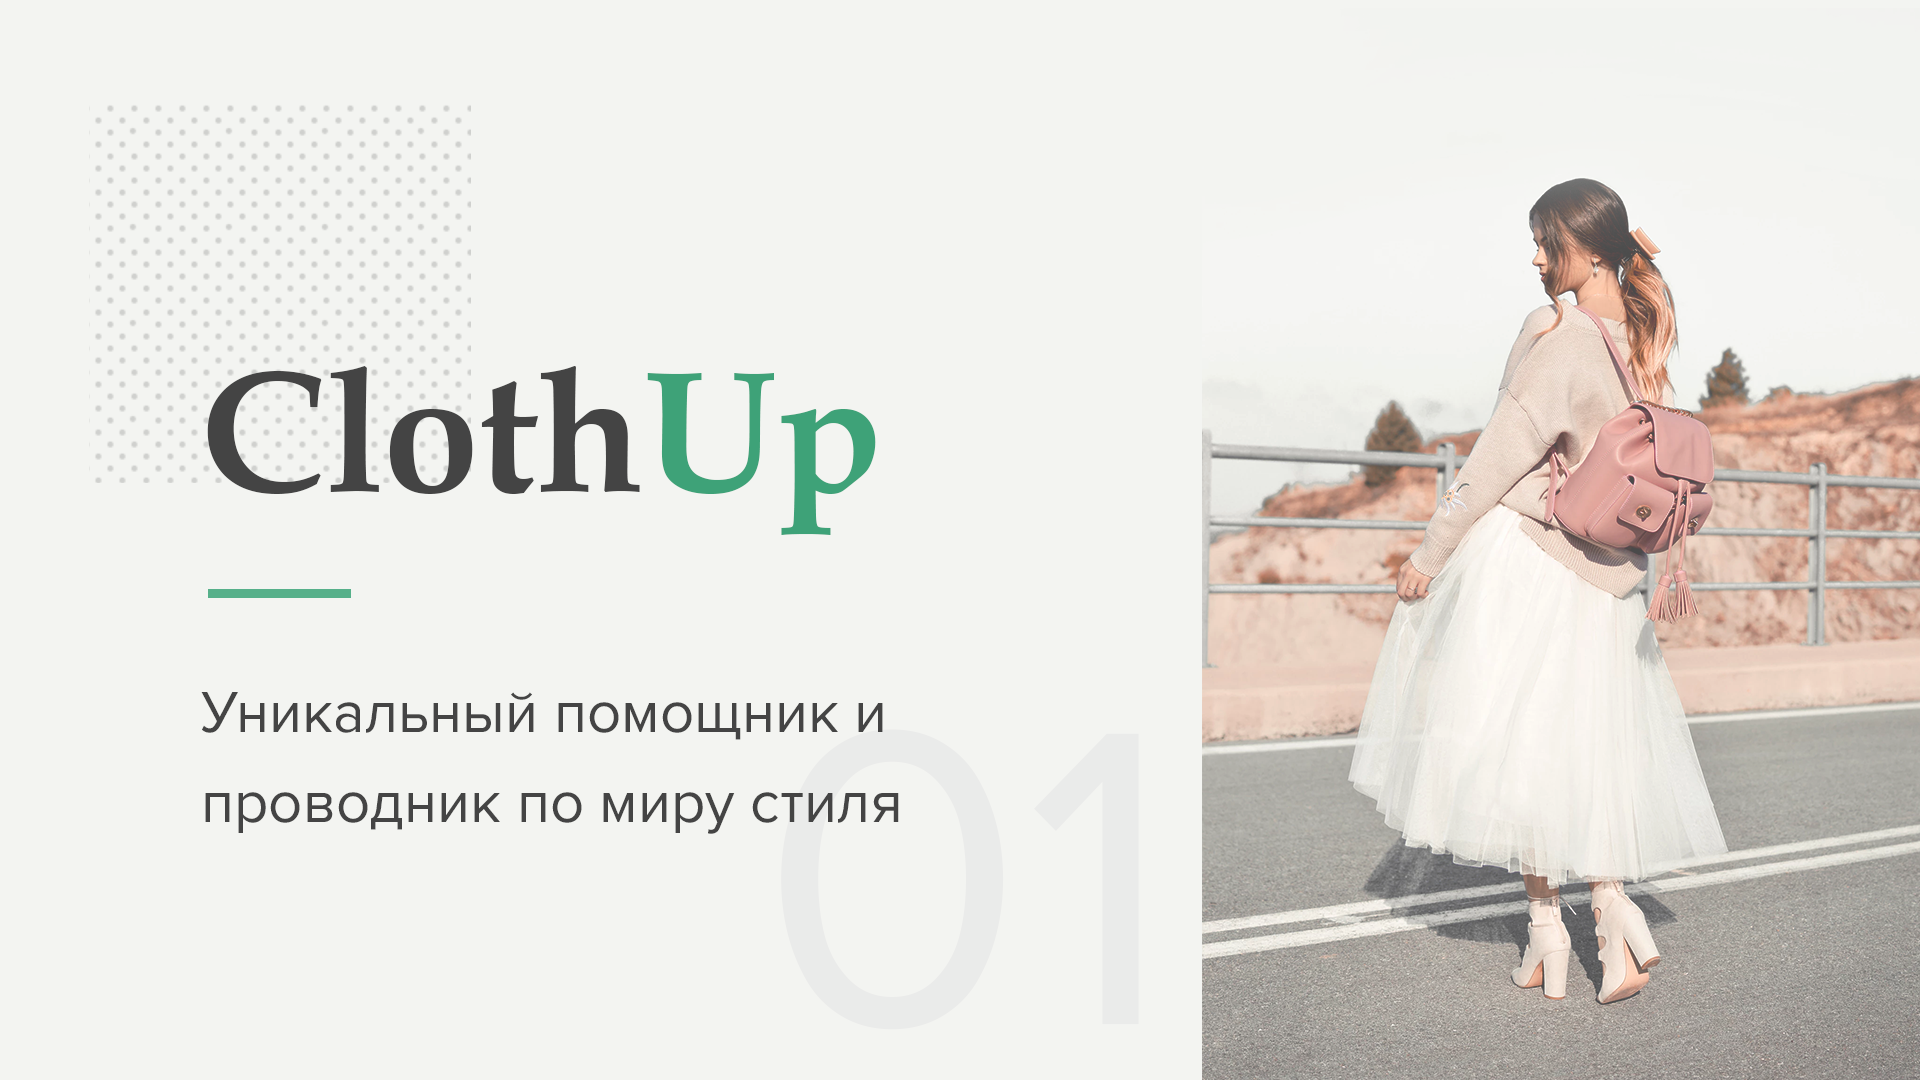 ClothUp
Уникальный помощник и
проводник по миру стиля
01